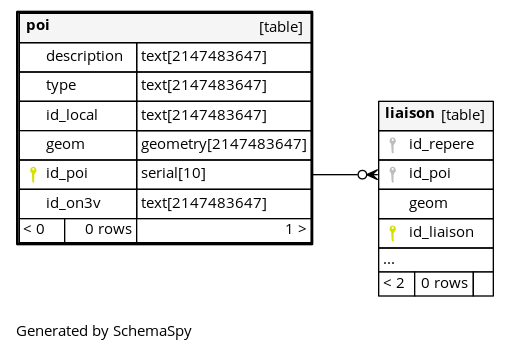 poi [table]
description text[2147483647]
type text[2147483647]
id_local text[2147483647]
geom geometry[2147483647]
id_poi serial[10]
id_on3v text[2147483647]
< 0 0 rows 1 >
liaison [table]
id_repere
id_poi
geom
id_liaison
...
< 2 0 rows
Generated by SchemaSpy